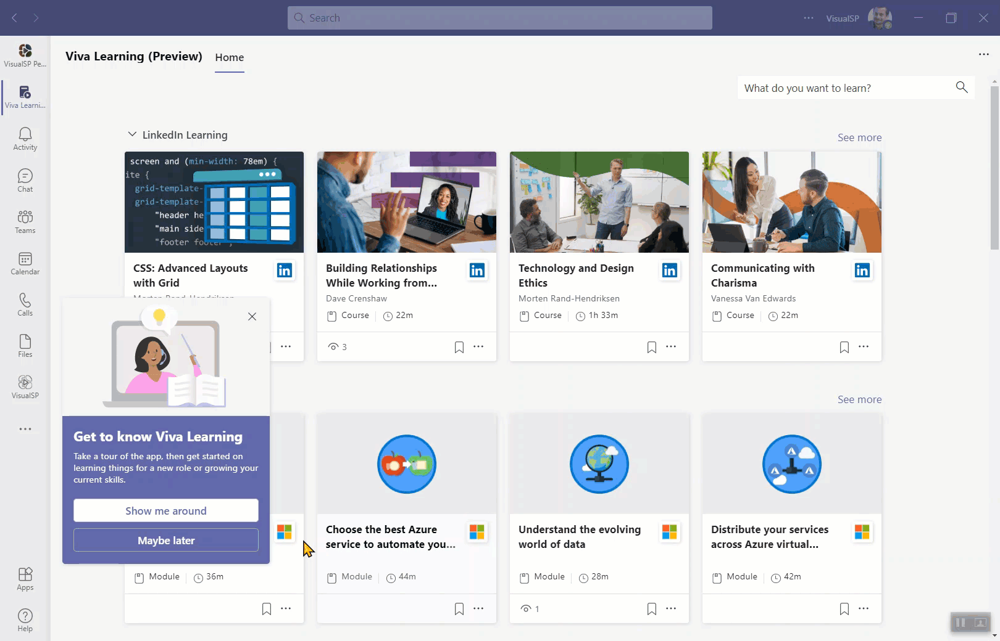 Search
VisualSP
VisualSP Pe...
Viva Learni...
Activity
Chat
Teams
Calendar
Calls
Files
VisualSP
Apps
Help
Viva Learning (Preview)
Home
What do you want to learn?
LinkedIn Learning
See more
screen and (min-width: 78em) {
ite {
grid-template-
grid-template-
"header he
"main side
"footer footer";
CSS: Advanced Layouts
with Grid
Morten Rand-Hendriksen
Building Relationships
While Working from...
Dave Crenshaw
Course
22m
3
Technology and Design
Ethics
Morten Rand-Hendriksen
Course
1h 33m
Communicating with
Charisma
Vanessa Van Edwards
Course
22m
See more
Get to know Viva Learning
Take a tour of the app, then get started on
learning things for a new role or growing your
current skills.
Show me around
Maybe later
Module
36m
Choose the best Azure
service to automate you...
Module
44m
Understand the evolving
world of data
Module
28m
1
Distribute your services
across Azure virtual...
Module
42m